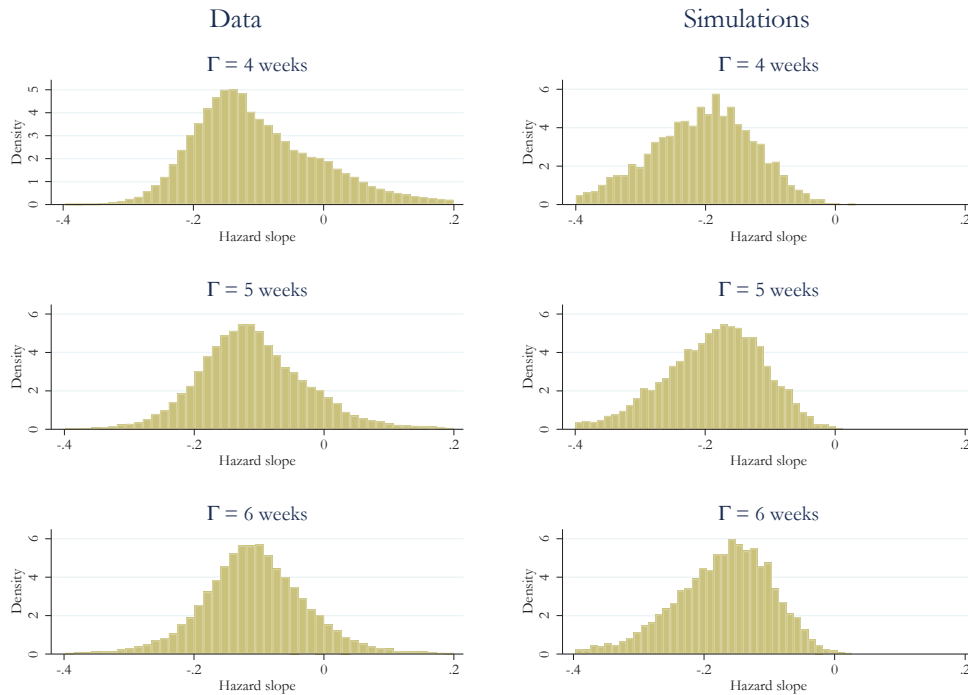 Data
Simulations
Γ = 4 weeks
Density
0 1 2 3 4 5
-.4 -.2 0 .2
Hazard slope
Γ = 4 weeks
Density
0 2 4 6
-.4 -.2 0 .2
Hazard slope
Γ = 5 weeks
Density
0 2 4 6
-.4 -.2 0 .2
Hazard slope
Γ = 5 weeks
Density
0 2 4 6
-.4 -.2 0 .2
Hazard slope
Γ = 6 weeks
Density
0 2 4 6
-.4 -.2 0 .2
Hazard slope
Γ = 6 weeks
Density
0 2 4 6
-.4 -.2 0 .2
Hazard slope